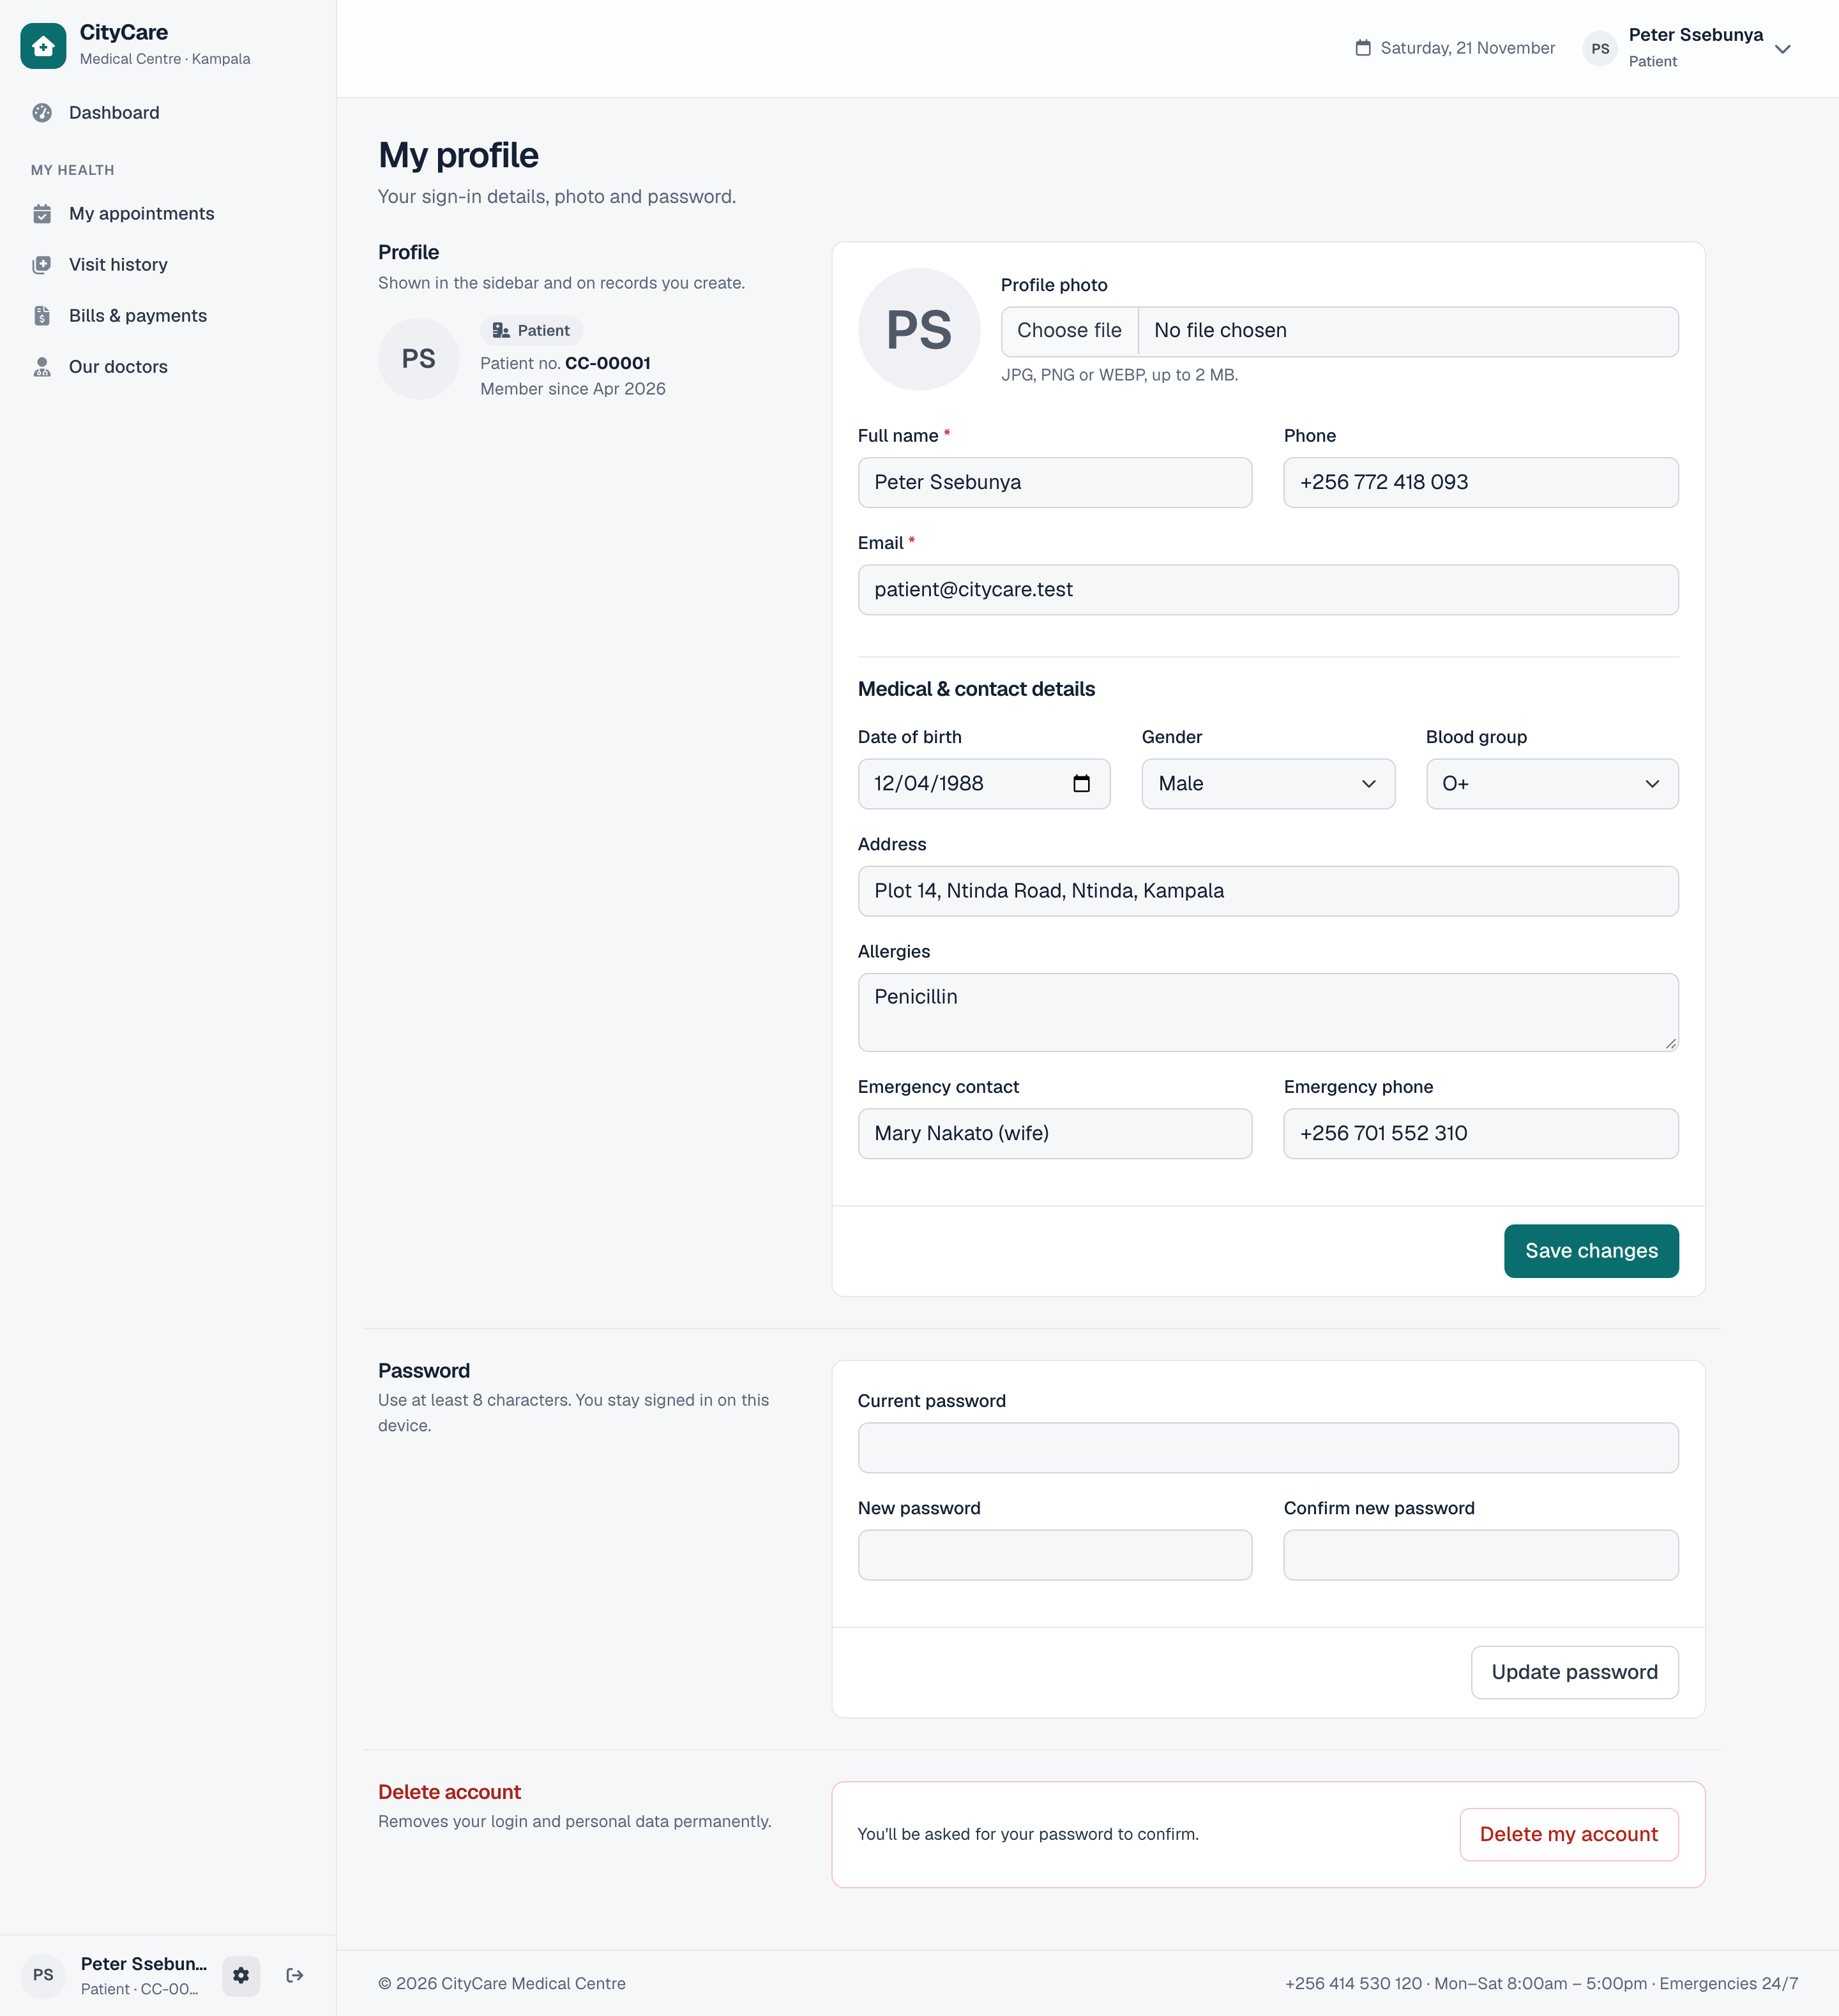 CityCare
Medical Centre · Kampala
Dashboard
MY HEALTH
My appointments
Visit history
Bills & payments
Our doctors
PS
Peter Ssebun...
Patient · CC-00...
Saturday, 21 November
PS
Peter Ssebunya
Patient
My profile
Your sign-in details, photo and password.
Profile
Shown in the sidebar and on records you create.
PS
Patient
Patient no. CC-00001
Member since Apr 2026
PS
Profile photo
Choose file No file chosen
JPG, PNG or WEBP, up to 2 MB.
Full name * Phone
Peter Ssebunya +256 772 418 093
Email *
patient@citycare.test
Medical & contact details
Date of birth Gender Blood group
12/04/1988 Male O+
Address
Plot 14, Ntinda Road, Ntinda, Kampala
Allergies
Penicillin
Emergency contact Emergency phone
Mary Nakato (wife) +256 701 552 310
Save changes
Password
Use at least 8 characters. You stay signed in on this
device.
Current password
New password Confirm new password
Update password
Delete account
Removes your login and personal data permanently.
You'll be asked for your password to confirm.
Delete my account
© 2026 CityCare Medical Centre
+256 414 530 120 · Mon–Sat 8:00am – 5:00pm · Emergencies 24/7